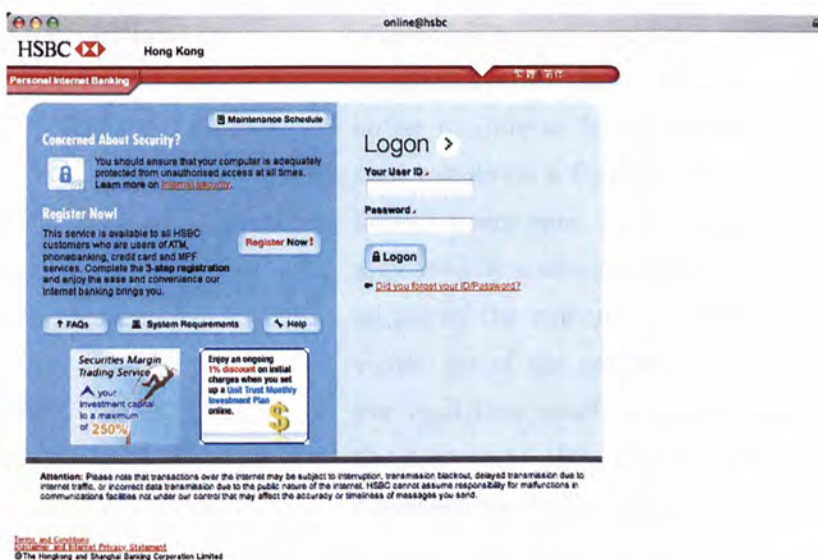 online@hsbc
HSBC Hong Kong
Personal Internet Banking
繁體 简体
Maintenance Schedule
Concerned About Security?
You should ensure that your computer is adequately
protected from unauthorised access at all times.
Learn more on Internet Security.
Register Now!
This service is available to all HSBC
customers who are users of ATM,
phonebanking, credit card and MPF
services. Complete the 3-step registration
and enjoy the ease and convenience our
internet banking brings you.
Register Now!
? FAQs
System Requirements
Help
Securities Margin
Trading Service
your
investment capital
to a maximum
of 250%
Enjoy an ongoing
1% discount on initial
charges when you set
up a Unit Trust Monthly
Investment Plan
online.
$
Logon >
Your User ID
Password
Logon
Did you forget your ID/Password?
Attention: Please note that transactions over the internet may be subject to interruption, transmission blackout, delayed transmission due to
internet traffic, or incorrect data transmission due to the public nature of the internet. HSBC cannot assume responsibility for malfunctions in
communications facilities not under our control that may affect the accuracy or timeliness of messages you send.
Terms and Conditions
Disclaimer and Internet Privacy Statement
©The Hongkong and Shanghai Banking Corporation Limited